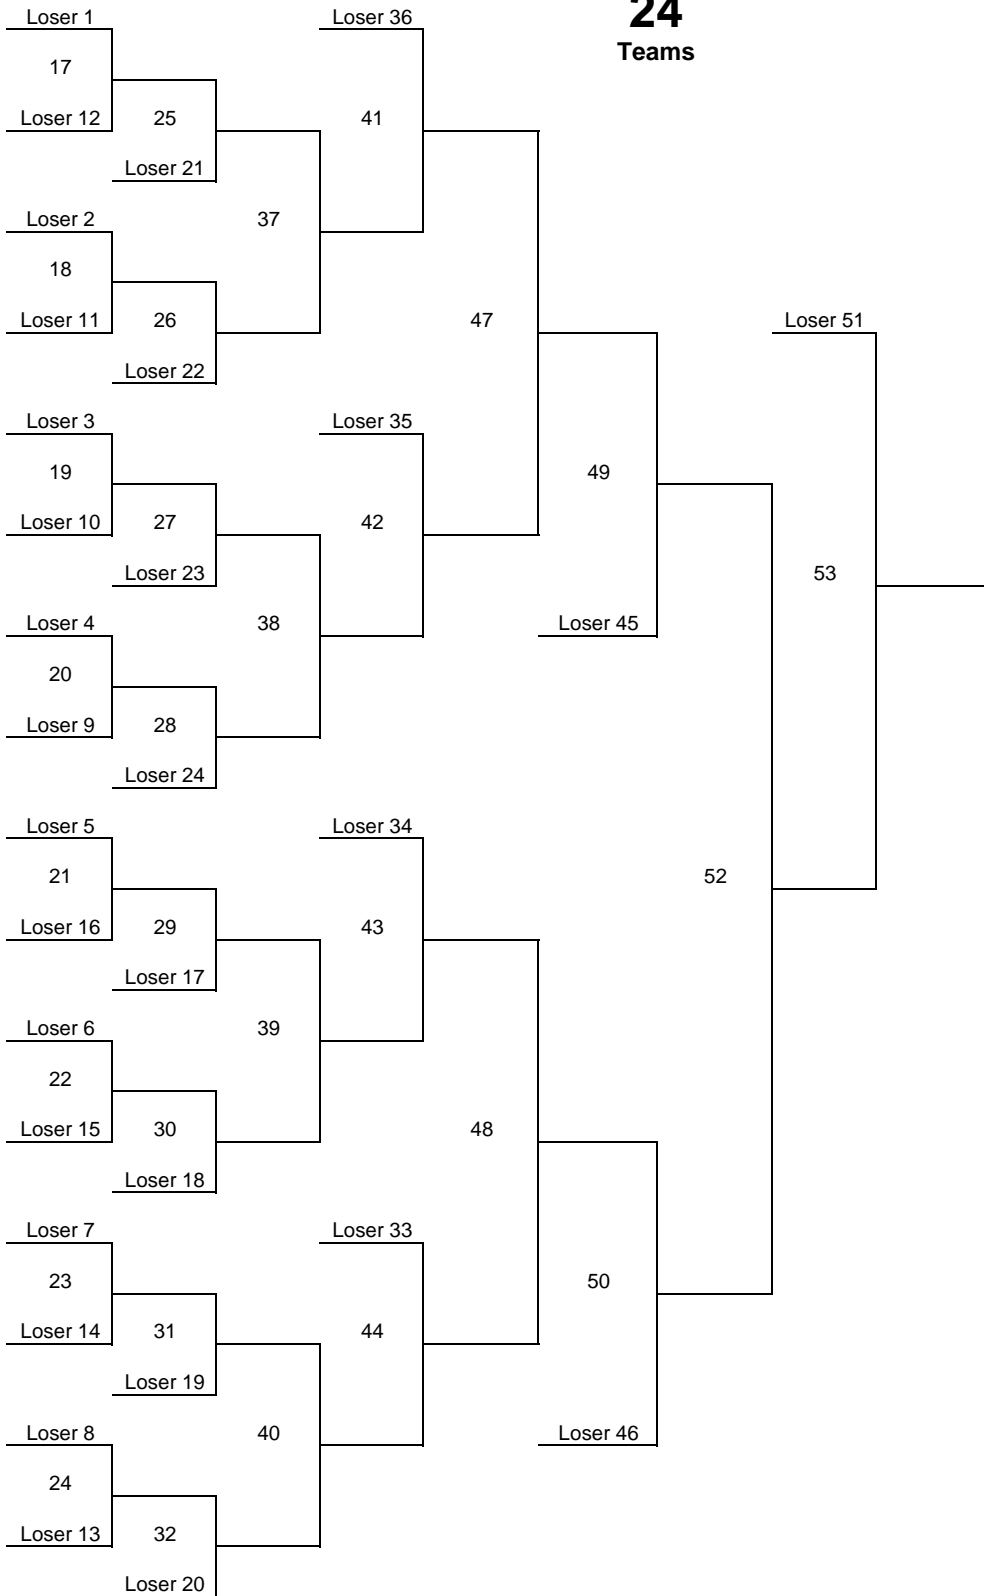 24
Teams
Loser 1
Loser 36
17
Loser 12
25
41
Loser 21
Loser 2
37
18
Loser 11
26
47
Loser 51
Loser 22
Loser 3
Loser 35
19
49
Loser 10
27
42
Loser 23
53
Loser 4
38
Loser 45
20
Loser 9
28
Loser 24
Loser 5
Loser 34
21
52
Loser 16
29
43
Loser 17
Loser 6
39
22
Loser 15
30
48
Loser 18
Loser 7
Loser 33
23
50
Loser 14
31
44
Loser 19
Loser 8
40
Loser 46
24
Loser 13
32
Loser 20